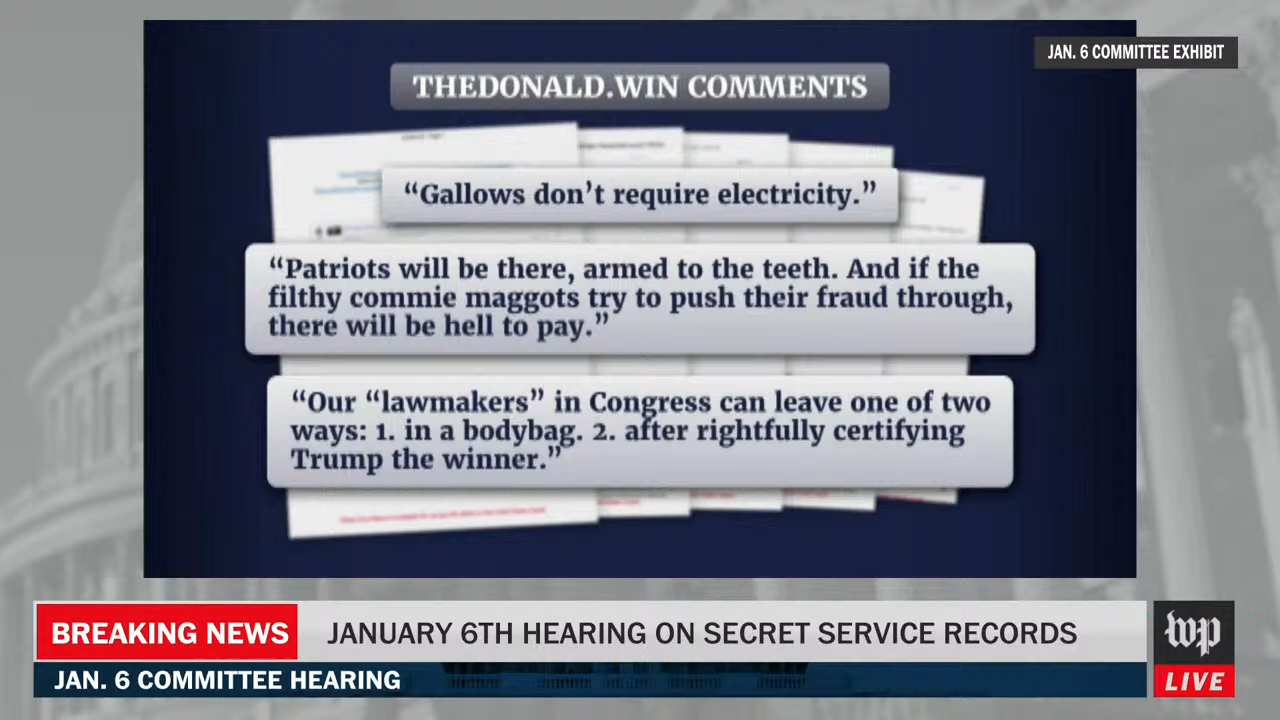 JAN. 6 COMMITTEE EXHIBIT
THEDONALD.WIN COMMENTS
“Gallows don’t require electricity.”
“Patriots will be there, armed to the teeth. And if the
filthy commie maggots try to push their fraud through,
there will be hell to pay.”
“Our “lawmakers” in Congress can leave one of two
ways: 1. in a bodybag. 2. after rightfully certifying
Trump the winner.”
BREAKING NEWS
JANUARY 6TH HEARING ON SECRET SERVICE RECORDS
wp
JAN. 6 COMMITTEE HEARING
LIVE